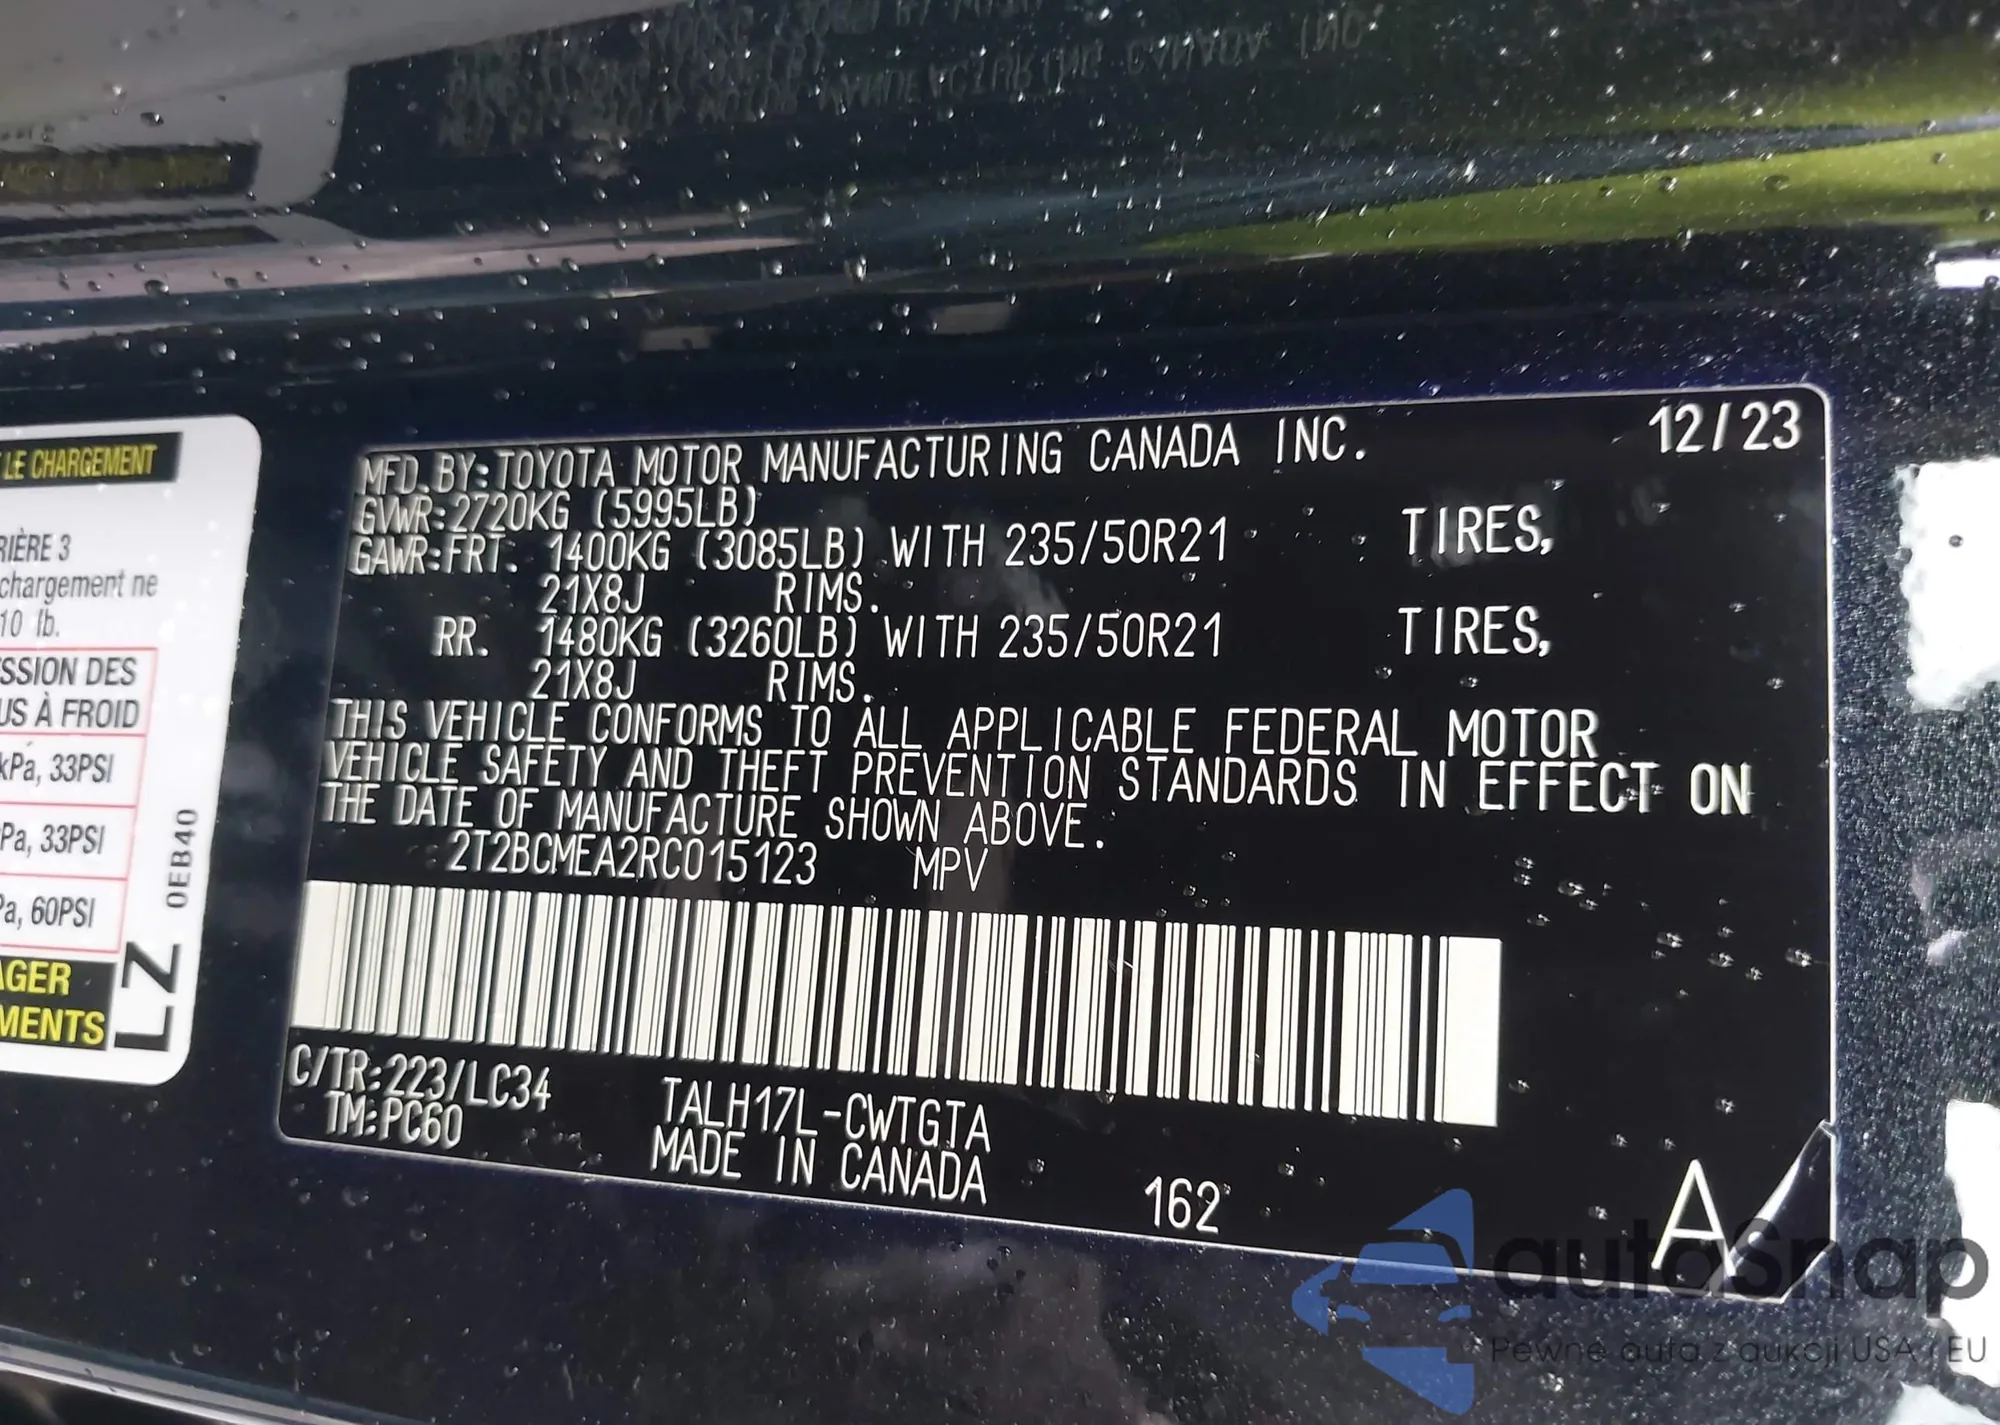 LE CHARGEMENT
RIÈRE 3
chargement ne
10 lb.
SSION DES
US À FROID
kPa, 33PSI
Pa, 33PSI
Pa, 60PSI
AGER
MENTS
LZ 0EB40
12/23
MFD.BY:TOYOTA MOTOR MANUFACTURING CANADA INC.
GVWR:2720KG (5995LB)
GAWR:FRT. 1400KG (3085LB) WITH 235/50R21 TIRES,
21X8J RIMS.
RR. 1480KG (3260LB) WITH 235/50R21 TIRES,
21X8J RIMS.
THIS VEHICLE CONFORMS TO ALL APPLICABLE FEDERAL MOTOR
VEHICLE SAFETY AND THEFT PREVENTION STANDARDS IN EFFECT ON
THE DATE OF MANUFACTURE SHOWN ABOVE.
2T2BCMEA2RC015123 MPV
C/TR:223/LC34 TALH17L-CWTGTA
TM:PC60 MADE IN CANADA
162
A
autoSnap
Pewne auta z aukcji USA / EU